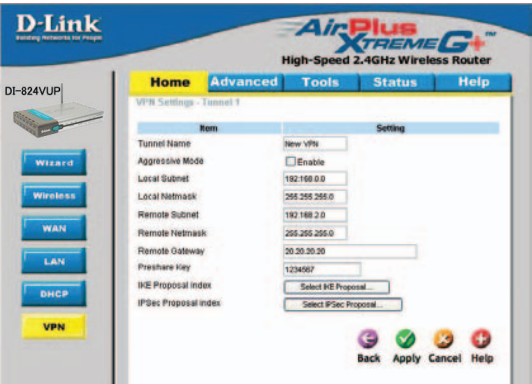 D-Link
Building Networks for People
AirPlus
XTREME G+™
High-Speed 2.4GHz Wireless Router
DI-824VUP
Home Advanced Tools Status Help
VPN Settings - Tunnel 1
Item Setting
Tunnel Name New VPN
Aggressive Mode Enable
Local Subnet 192.168.0.0
Local Netmask 255.255.255.0
Remote Subnet 192.168.2.0
Remote Netmask 255.255.255.0
Remote Gateway 20.20.20.20
Preshare Key 1234567
IKE Proposal index Select IKE Proposal...
IPSec Proposal index Select IPSec Proposal...
Wizard
Wireless
WAN
LAN
DHCP
VPN
Back Apply Cancel Help